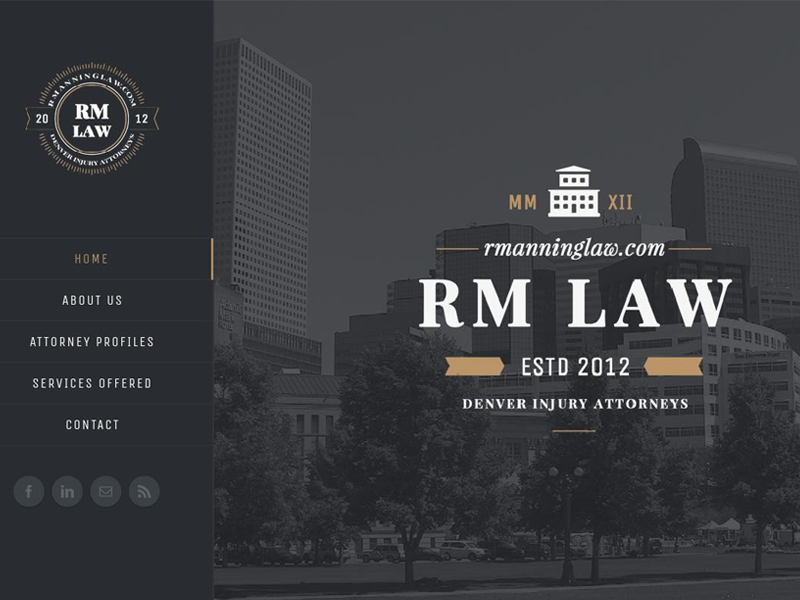 RMANNINGLAW.COM
20 RM 12
LAW
DENVER INJURY ATTORNEYS
HOME
ABOUT US
ATTORNEY PROFILES
SERVICES OFFERED
CONTACT
f in
MM XII
rmanninglaw.com
RM LAW
ESTD 2012
DENVER INJURY ATTORNEYS